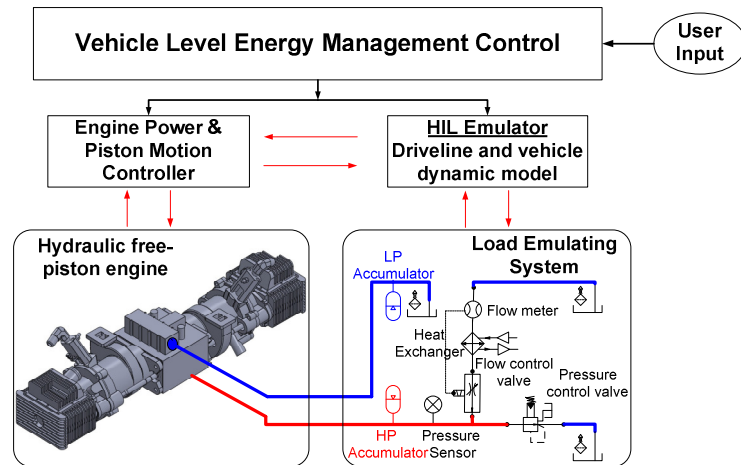 Vehicle Level Energy Management Control
User
Input
Engine Power &
Piston Motion
Controller
HIL Emulator
Driveline and vehicle
dynamic model
Hydraulic free-
piston engine
Load Emulating
System
LP
Accumulator
Flow meter
Heat
Exchanger
Flow control
valve
Pressure
control valve
HP
Accumulator
Pressure
Sensor